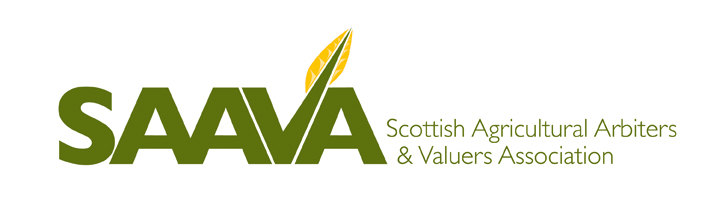 SAAVA
Scottish Agricultural Arbiters
& Valuers Association